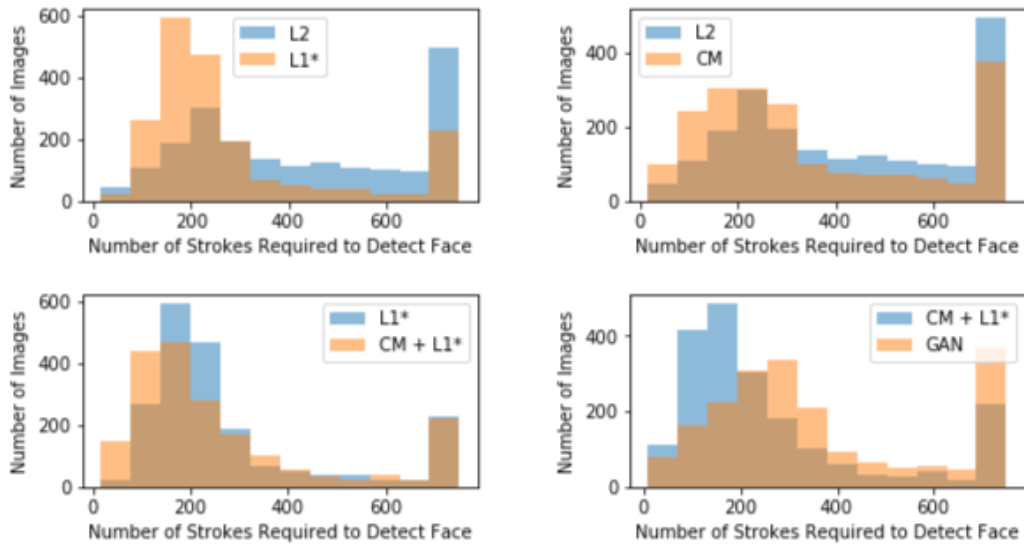 600
400
200
0
Number of Images
L2
L1*
0 200 400 600
Number of Strokes Required to Detect Face
400
200
0
Number of Images
L2
CM
0 200 400 600
Number of Strokes Required to Detect Face
600
400
200
0
Number of Images
L1*
CM + L1*
0 200 400 600
Number of Strokes Required to Detect Face
400
200
0
Number of Images
CM + L1*
GAN
0 200 400 600
Number of Strokes Required to Detect Face